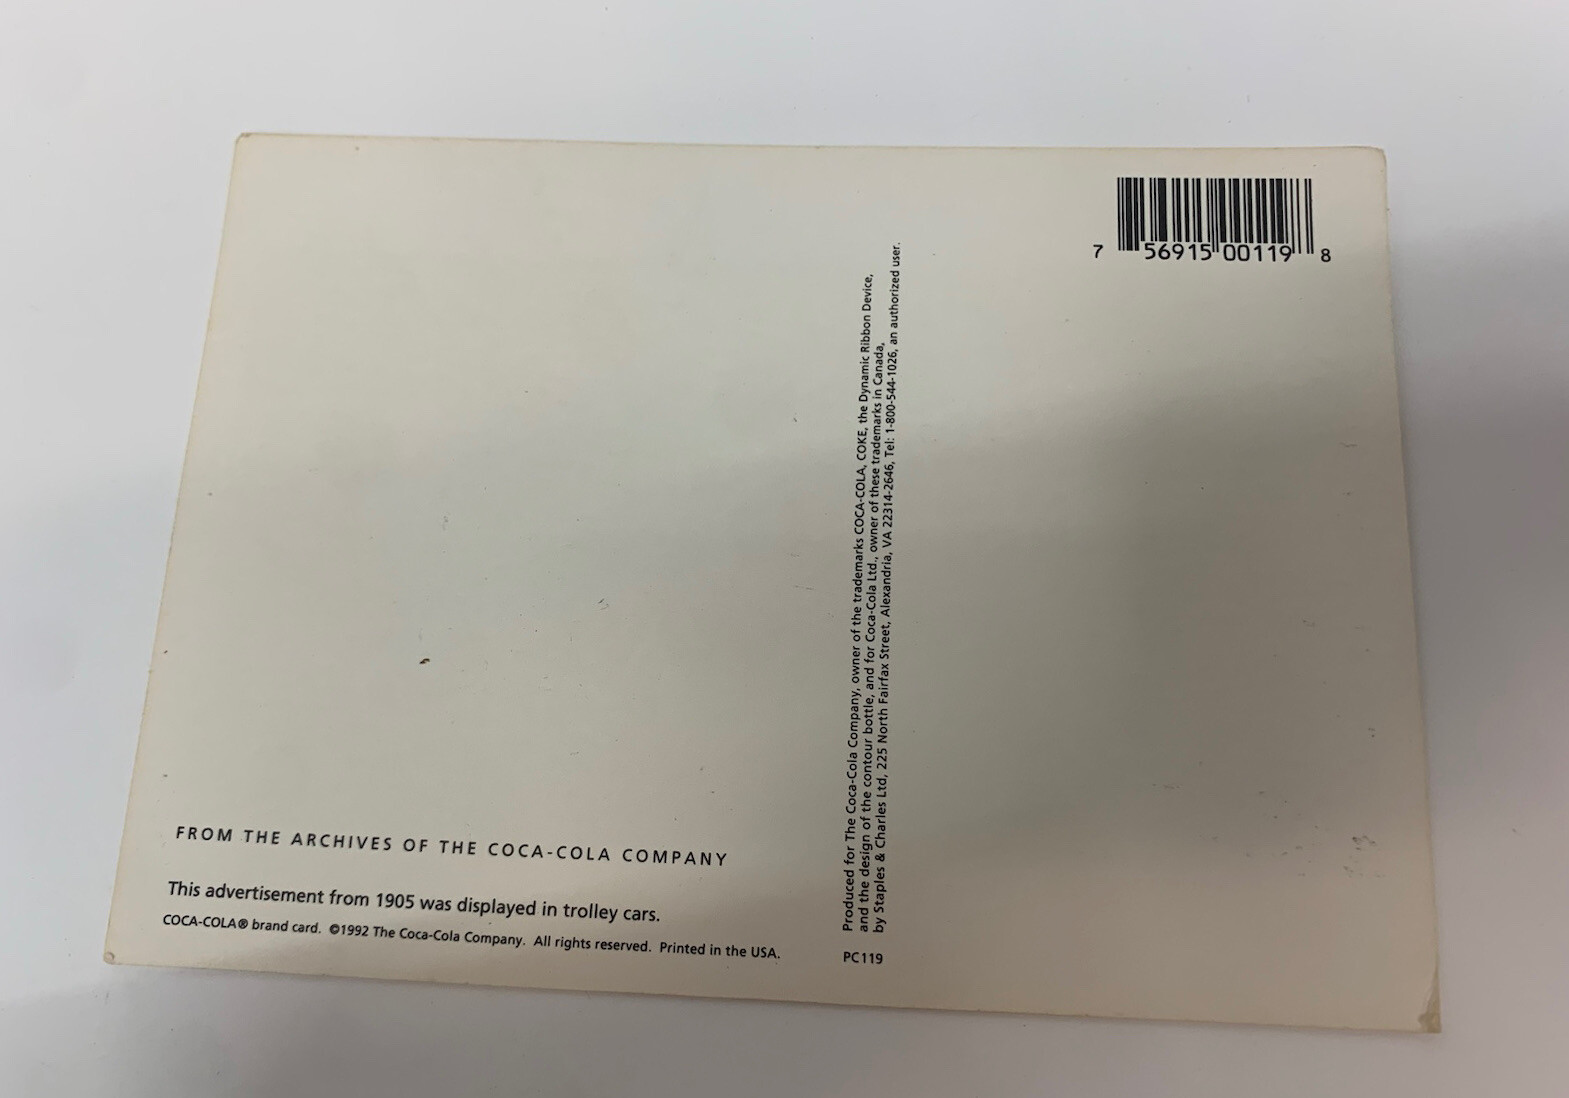 7 56915 00119 8
Produced for The Coca-Cola Company, owner of the trademarks COCA-COLA, COKE, the Dynamic Ribbon Device,
and the design of the contour bottle, and for Coca-Cola Ltd., owner of these trademarks in Canada,
by Staples & Charles Ltd, 225 North Fairfax Street, Alexandria, VA 22314-2646, Tel: 1-800-544-1026, an authorized user.
FROM THE ARCHIVES OF THE COCA-COLA COMPANY
This advertisement from 1905 was displayed in trolley cars.
COCA-COLA® brand card. ©1992 The Coca-Cola Company. All rights reserved. Printed in the USA.
PC119